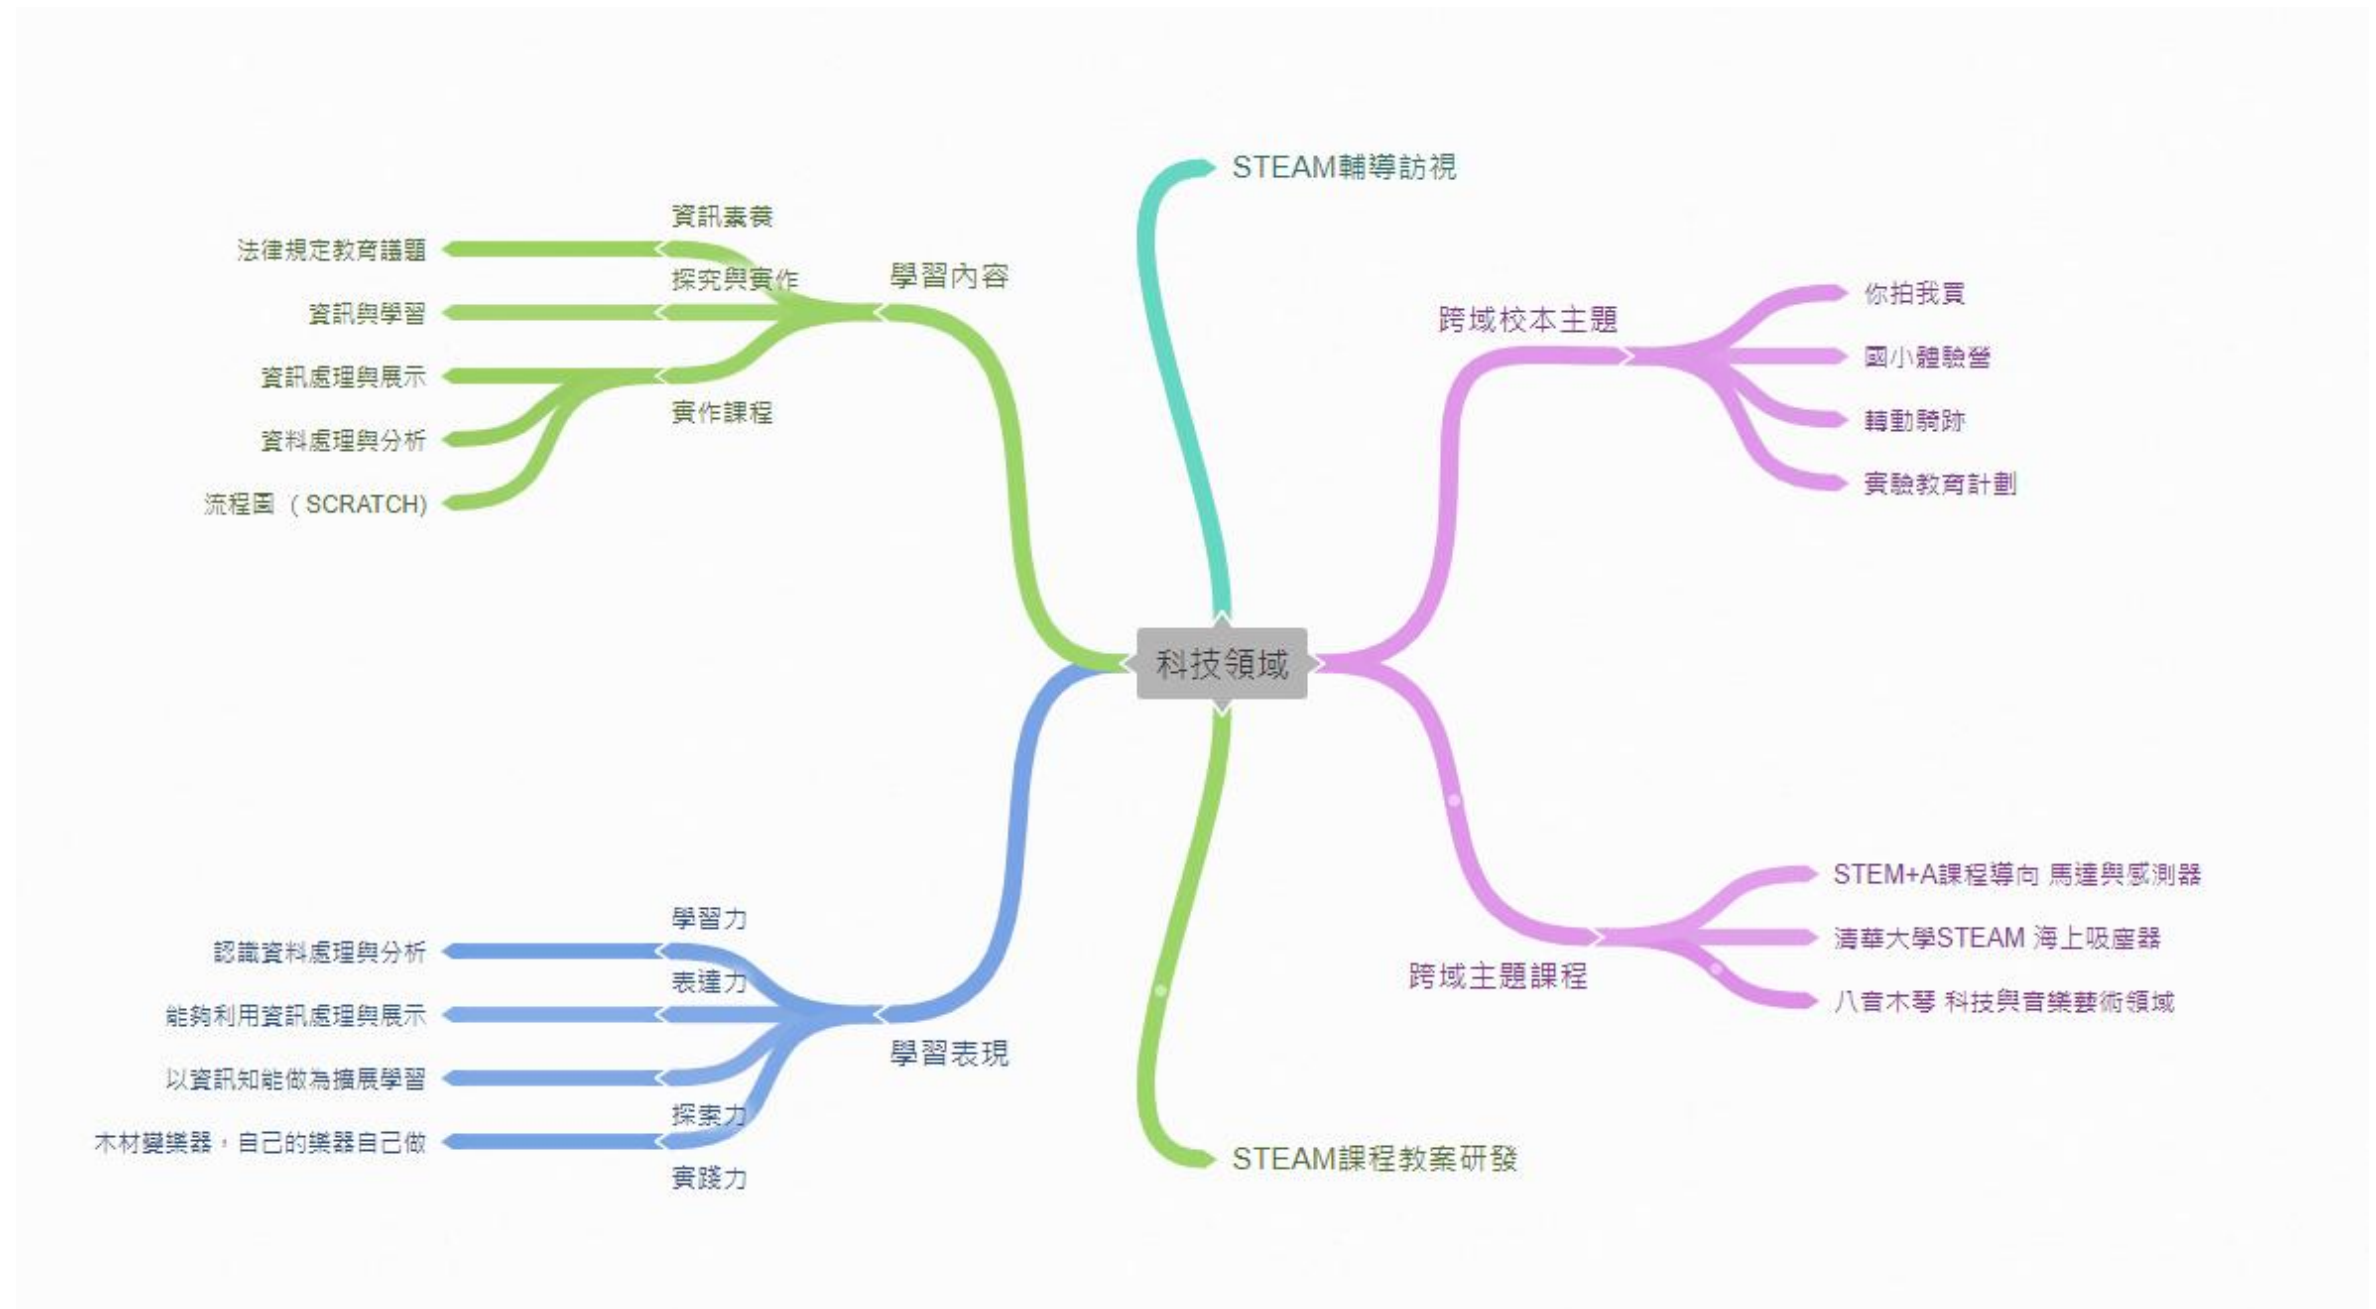 STEAM輔導訪視
資訊素養
法律規定教育議題
探究與實作
學習內容
資訊與學習
資訊處理與展示
實作課程
資料處理與分析
流程圖 （SCRATCH)
跨域校本主題
你拍我買
國小體驗營
轉動騎跡
實驗教育計劃
科技領域
學習力
認識資料處理與分析
表達力
能夠利用資訊處理與展示
學習表現
以資訊知能做為擴展學習
探索力
木材變樂器，自己的樂器自己做
實踐力
STEM+A課程導向 馬達與感測器
清華大學STEAM 海上吸塵器
跨域主題課程
八音木琴 科技與音樂藝術領域
STEAM課程教案研發